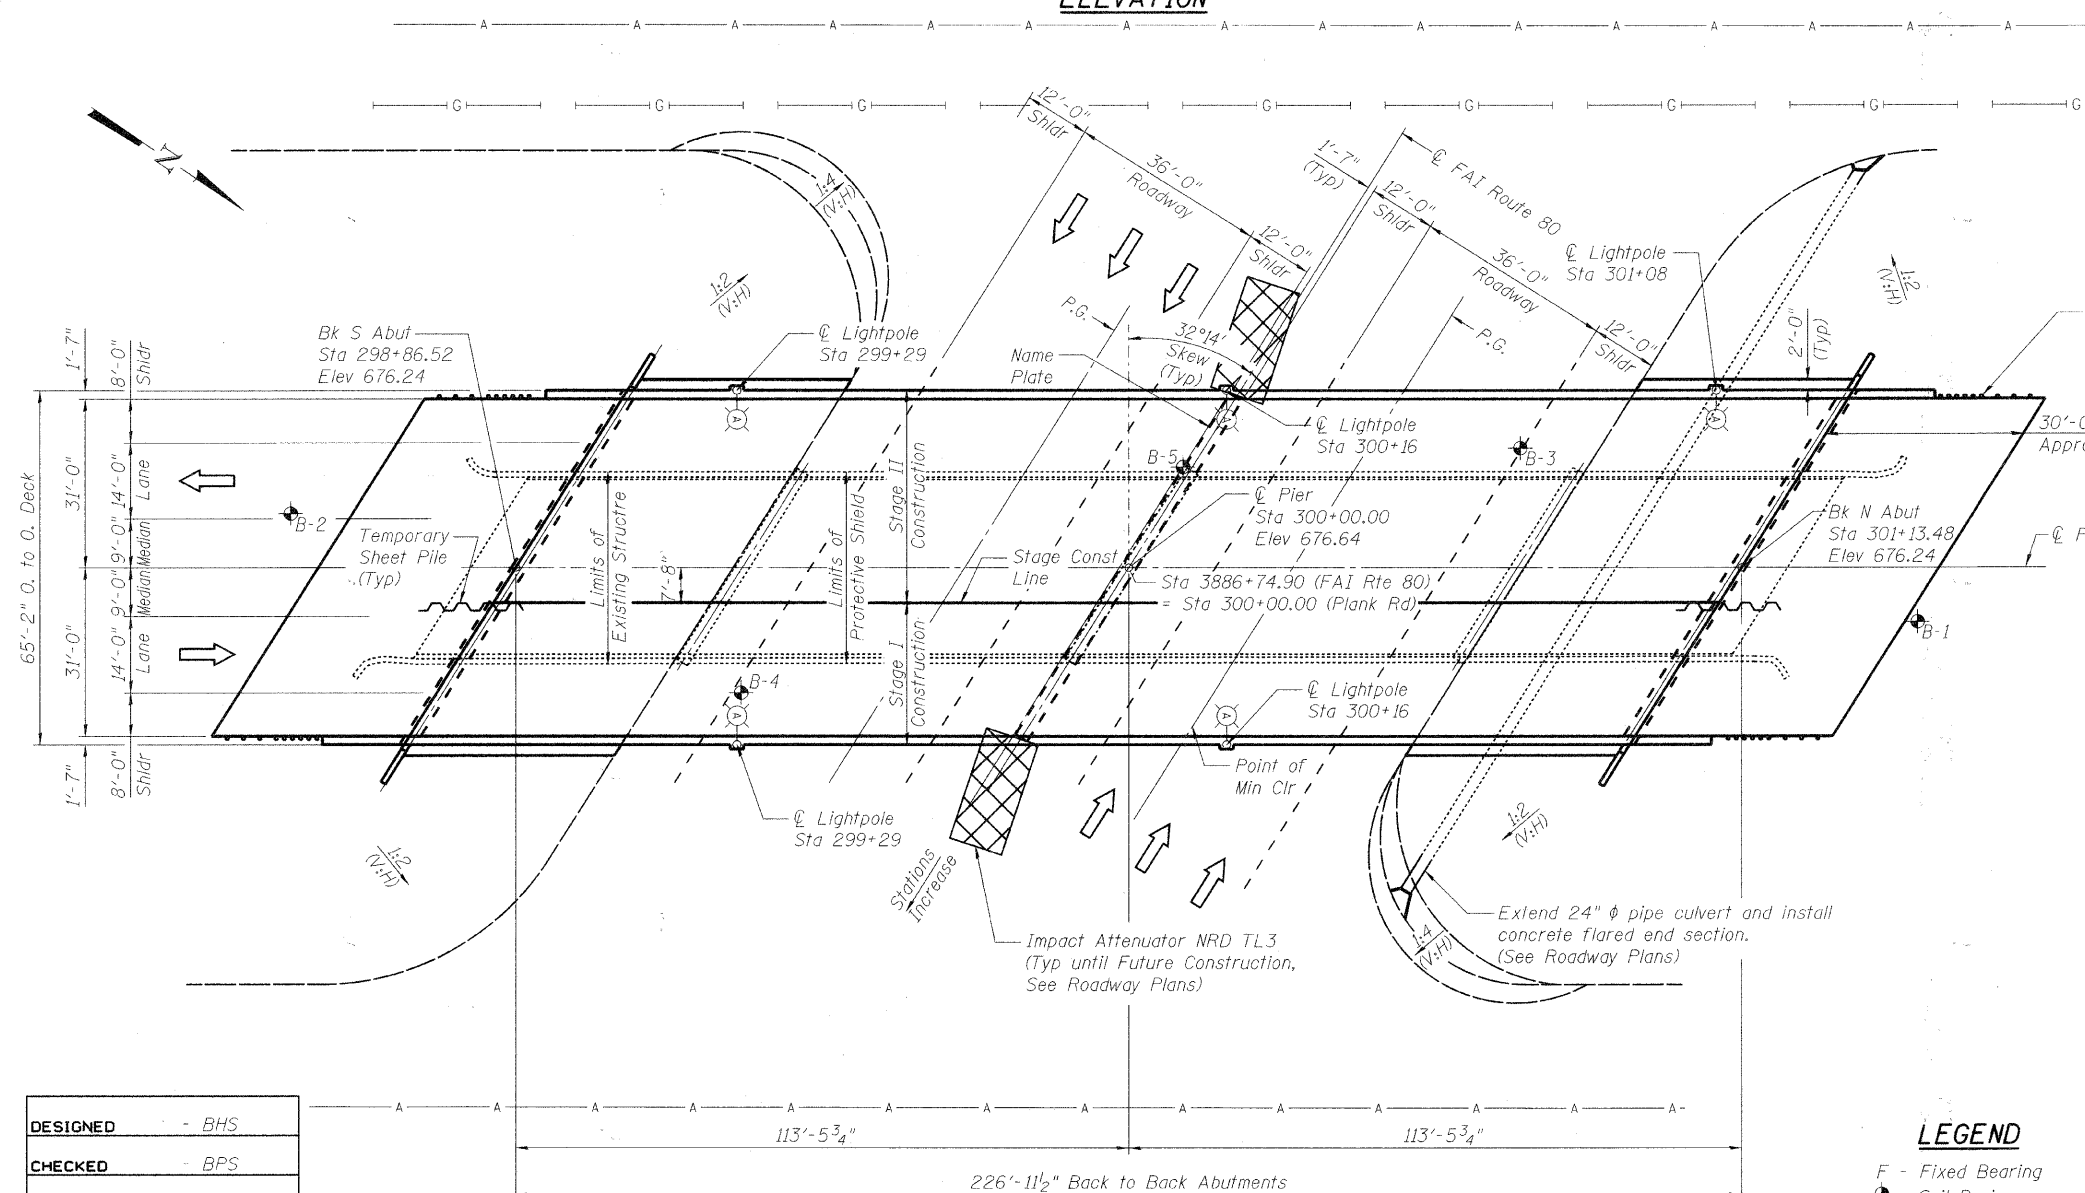 ELEVATION
A A A A A A A A A A A A A A A A
G G G G G G G G
N
12'-0"
Shldr
36'-0"
Roadway
12'-0"
Shldr
1'-7"
(Typ)
℄ FAI Route 80
12'-0"
Shldr
36'-0"
Roadway
12'-0"
Shldr
℄ Lightpole
Sta 301+08
1:4
(V:H)
1:2
(V:H)
1:2
(V:H)
P.G.
P.G.
32°14'
Skew
(Typ)
2'-0"
(Typ)
Bk S Abut
Sta 298+86.52
Elev 676.24
℄ Lightpole
Sta 299+29
Name
Plate
℄ Lightpole
Sta 300+16
1'-7"
8'-0"
Shldr
65'-2" O. to O. Deck
31'-0"
31'-0"
14'-0"
Lane
9'-0"
Median
9'-0"
Median
14'-0"
Lane
1'-7"
8'-0"
Shldr
A
A
A
B-2
B-5
B-3
30'-0
Appro
Temporary
Sheet Pile
(Typ)
Limits of
Existing Structre
7'-8"
Limits of
Protective Shield
Stage II
Construction
Stage I
Construction
Stage Const
Line
℄ Pier
Sta 300+00.00
Elev 676.64
Sta 3886+74.90 (FAI Rte 80)
= Sta 300+00.00 (Plank Rd)
Bk N Abut
Sta 301+13.48
Elev 676.24
℄ F
B-1
B-4
A
A
℄ Lightpole
Sta 300+16
Point of
Min Clr
℄ Lightpole
Sta 299+29
1:2
(V:H)
1:2
(V:H)
1:4
(V:H)
Stations
Increase
Impact Attenuator NRD TL3
(Typ until Future Construction,
See Roadway Plans)
Extend 24" ϕ pipe culvert and install
concrete flared end section.
(See Roadway Plans)
A A A A A A A A A A A A A A
113'-5¾"
113'-5¾"
226'-11½" Back to Back Abutments
DESIGNED - BHS
CHECKED - BPS
LEGEND
F - Fixed Bearing